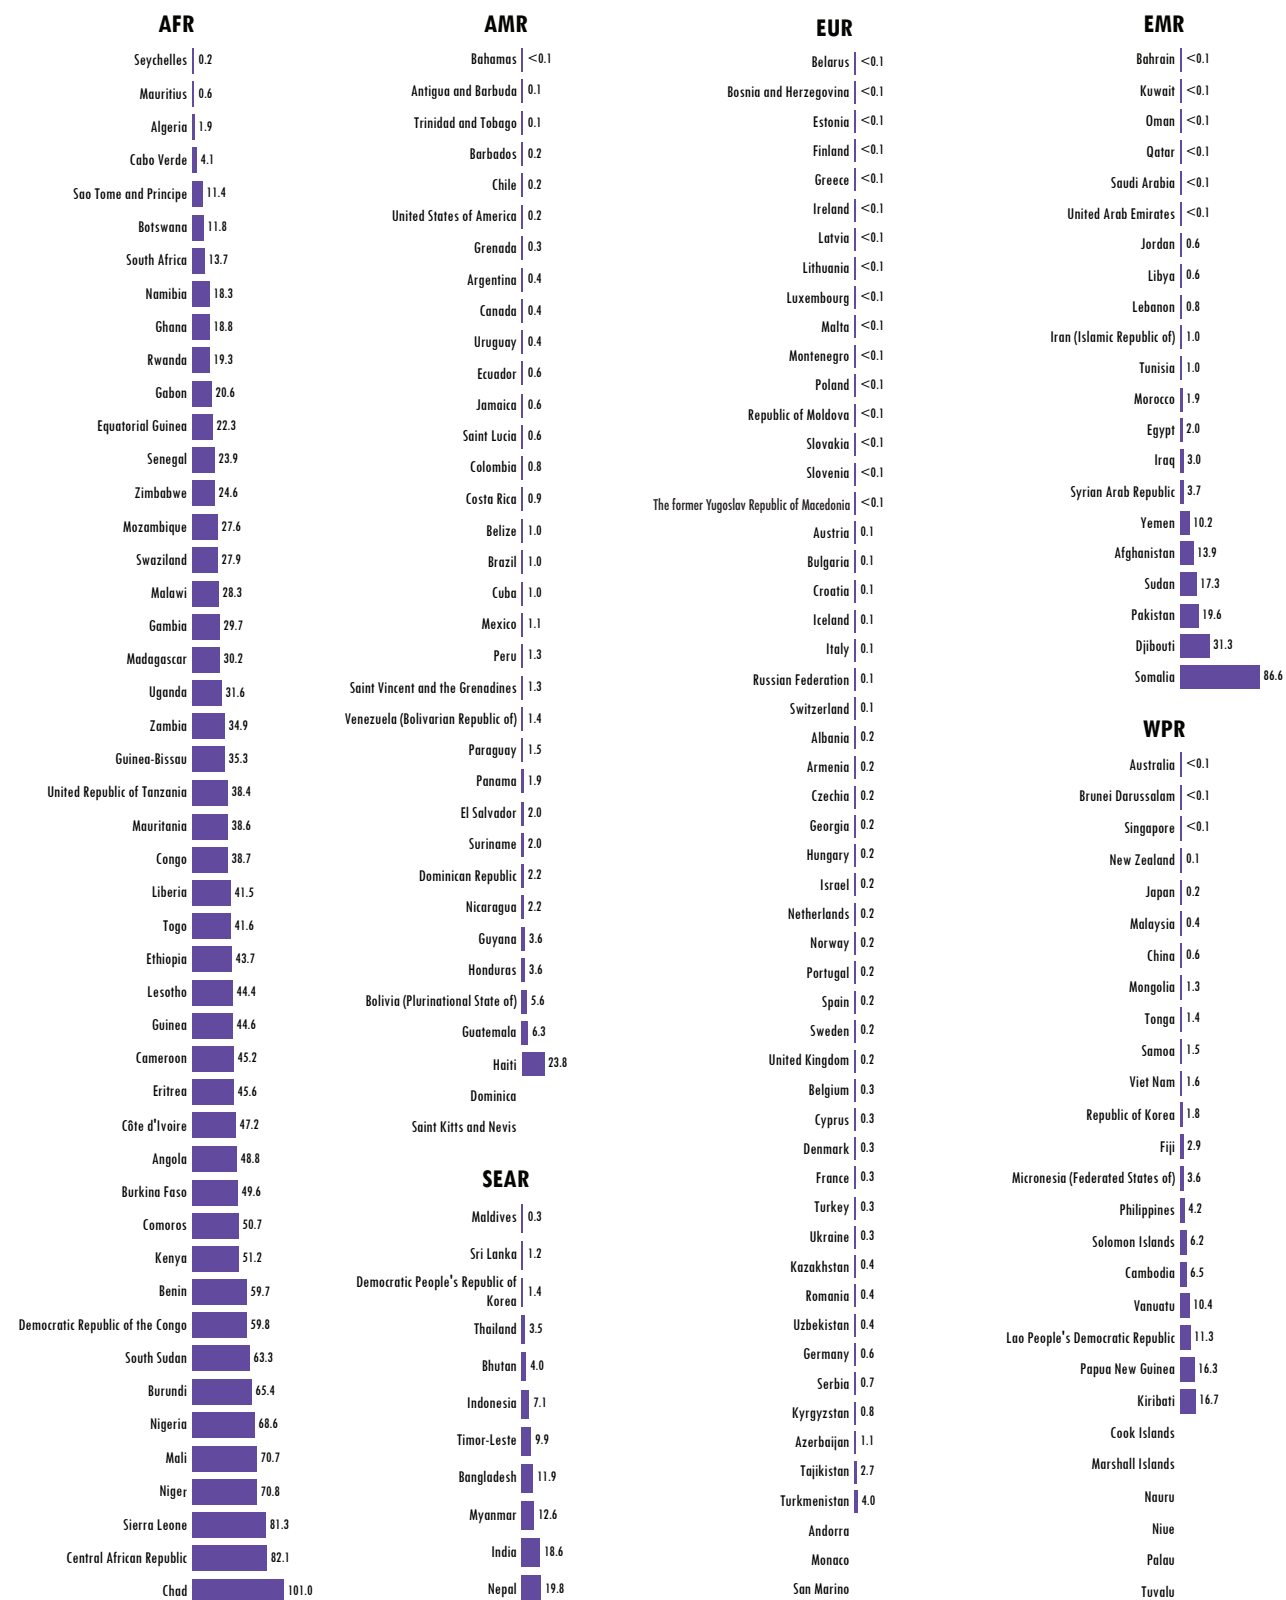 AFR
Seychelles 0.2
Mauritius 0.6
Algeria 1.9
Cabo Verde 4.1
Sao Tome and Principe 11.4
Botswana 11.8
South Africa 13.7
Namibia 18.3
Ghana 18.8
Rwanda 19.3
Gabon 20.6
Equatorial Guinea 22.3
Senegal 23.9
Zimbabwe 24.6
Mozambique 27.6
Swaziland 27.9
Malawi 28.3
Gambia 29.7
Madagascar 30.2
Uganda 31.6
Zambia 34.9
Guinea-Bissau 35.3
United Republic of Tanzania 38.4
Mauritania 38.6
Congo 38.7
Liberia 41.5
Togo 41.6
Ethiopia 43.7
Lesotho 44.4
Guinea 44.6
Cameroon 45.2
Eritrea 45.6
Côte d'Ivoire 47.2
Angola 48.8
Burkina Faso 49.6
Comoros 50.7
Kenya 51.2
Benin 59.7
Democratic Republic of the Congo 59.8
South Sudan 63.3
Burundi 65.4
Nigeria 68.6
Mali 70.7
Niger 70.8
Sierra Leone 81.3
Central African Republic 82.1
Chad 101.0
AMR
Bahamas <0.1
Antigua and Barbuda 0.1
Trinidad and Tobago 0.1
Barbados 0.2
Chile 0.2
United States of America 0.2
Grenada 0.3
Argentina 0.4
Canada 0.4
Uruguay 0.4
Ecuador 0.6
Jamaica 0.6
Saint Lucia 0.6
Colombia 0.8
Costa Rica 0.9
Belize 1.0
Brazil 1.0
Cuba 1.0
Mexico 1.1
Peru 1.3
Saint Vincent and the Grenadines 1.3
Venezuela (Bolivarian Republic of) 1.4
Paraguay 1.5
Panama 1.9
El Salvador 2.0
Suriname 2.0
Dominican Republic 2.2
Nicaragua 2.2
Guyana 3.6
Honduras 3.6
Bolivia (Plurinational State of) 5.6
Guatemala 6.3
Haiti 23.8
Dominica
Saint Kitts and Nevis
SEAR
Maldives 0.3
Sri Lanka 1.2
Democratic People's Republic of
Korea 1.4
Thailand 3.5
Bhutan 4.0
Indonesia 7.1
Timor-Leste 9.9
Bangladesh 11.9
Myanmar 12.6
India 18.6
Nepal 19.8
EUR
Belarus <0.1
Bosnia and Herzegovina <0.1
Estonia <0.1
Finland <0.1
Greece <0.1
Ireland <0.1
Latvia <0.1
Lithuania <0.1
Luxembourg <0.1
Malta <0.1
Montenegro <0.1
Poland <0.1
Republic of Moldova <0.1
Slovakia <0.1
Slovenia <0.1
The former Yugoslav Republic of Macedonia <0.1
Austria 0.1
Bulgaria 0.1
Croatia 0.1
Iceland 0.1
Italy 0.1
Russian Federation 0.1
Switzerland 0.1
Albania 0.2
Armenia 0.2
Czechia 0.2
Georgia 0.2
Hungary 0.2
Israel 0.2
Netherlands 0.2
Norway 0.2
Portugal 0.2
Spain 0.2
Sweden 0.2
United Kingdom 0.2
Belgium 0.3
Cyprus 0.3
Denmark 0.3
France 0.3
Turkey 0.3
Ukraine 0.3
Kazakhstan 0.4
Romania 0.4
Uzbekistan 0.4
Germany 0.6
Serbia 0.7
Kyrgyzstan 0.8
Azerbaijan 1.1
Tajikistan 2.7
Turkmenistan 4.0
Andorra
Monaco
San Marino
EMR
Bahrain <0.1
Kuwait <0.1
Oman <0.1
Qatar <0.1
Saudi Arabia <0.1
United Arab Emirates <0.1
Jordan 0.6
Libya 0.6
Lebanon 0.8
Iran (Islamic Republic of) 1.0
Tunisia 1.0
Morocco 1.9
Egypt 2.0
Iraq 3.0
Syrian Arab Republic 3.7
Yemen 10.2
Afghanistan 13.9
Sudan 17.3
Pakistan 19.6
Djibouti 31.3
Somalia 86.6
WPR
Australia <0.1
Brunei Darussalam <0.1
Singapore <0.1
New Zealand 0.1
Japan 0.2
Malaysia 0.4
China 0.6
Mongolia 1.3
Tonga 1.4
Samoa 1.5
Viet Nam 1.6
Republic of Korea 1.8
Fiji 2.9
Micronesia (Federated States of) 3.6
Philippines 4.2
Solomon Islands 6.2
Cambodia 6.5
Vanuatu 10.4
Lao People's Democratic Republic 11.3
Papua New Guinea 16.3
Kiribati 16.7
Cook Islands
Marshall Islands
Nauru
Niue
Palau
Tuvalu